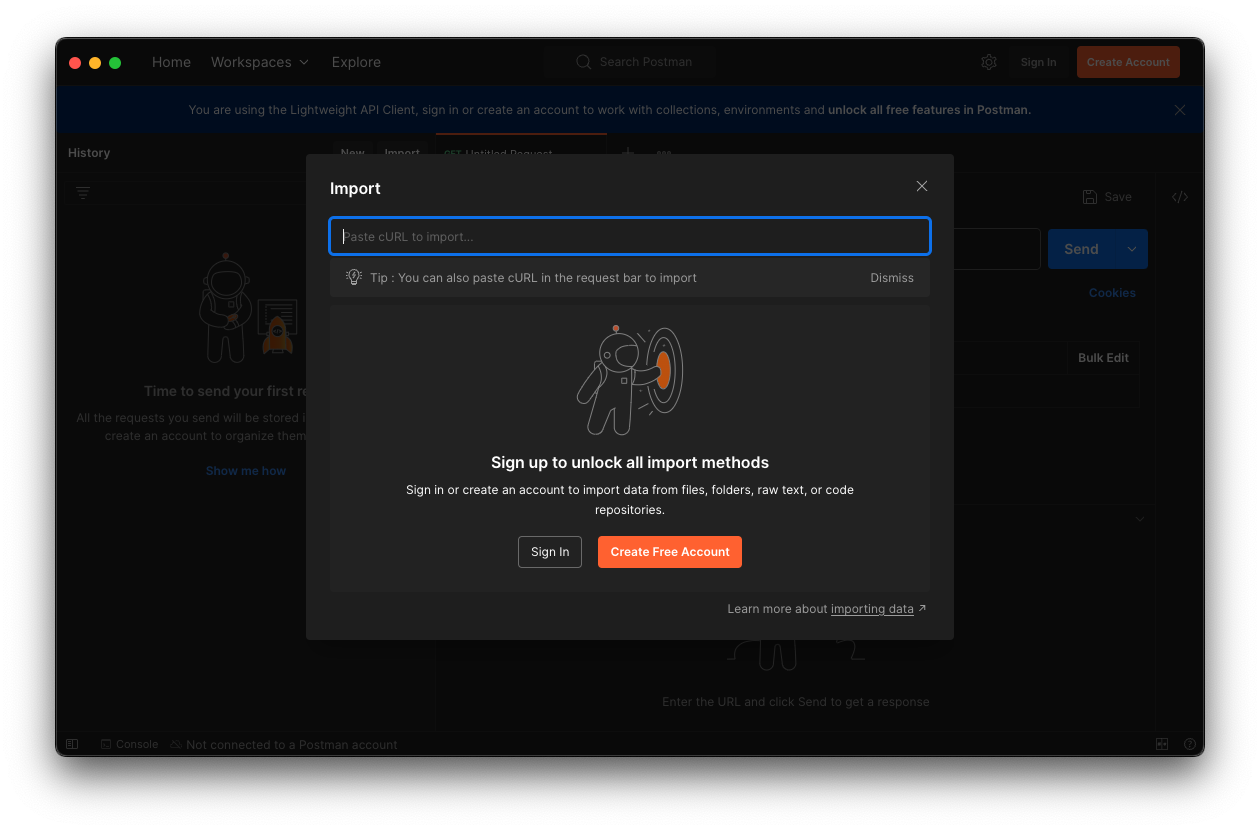 Home Workspaces Explore Search Postman Sign In Create Account
You are using the Lightweight API Client, sign in or create an account to work with collections, environments and unlock all free features in Postman.
History New Import GET Untitled Request
Save
Import
Paste cURL to import...
Send
Tip : You can also paste cURL in the request bar to import Dismiss
Cookies
Bulk Edit
Time to send your first
All the requests you send will be stored
create an account to organize them
Show me how
Sign up to unlock all import methods
Sign in or create an account to import data from files, folders, raw text, or code
repositories.
Sign In Create Free Account
Learn more about importing data ↗
Enter the URL and click Send to get a response
Console Not connected to a Postman account